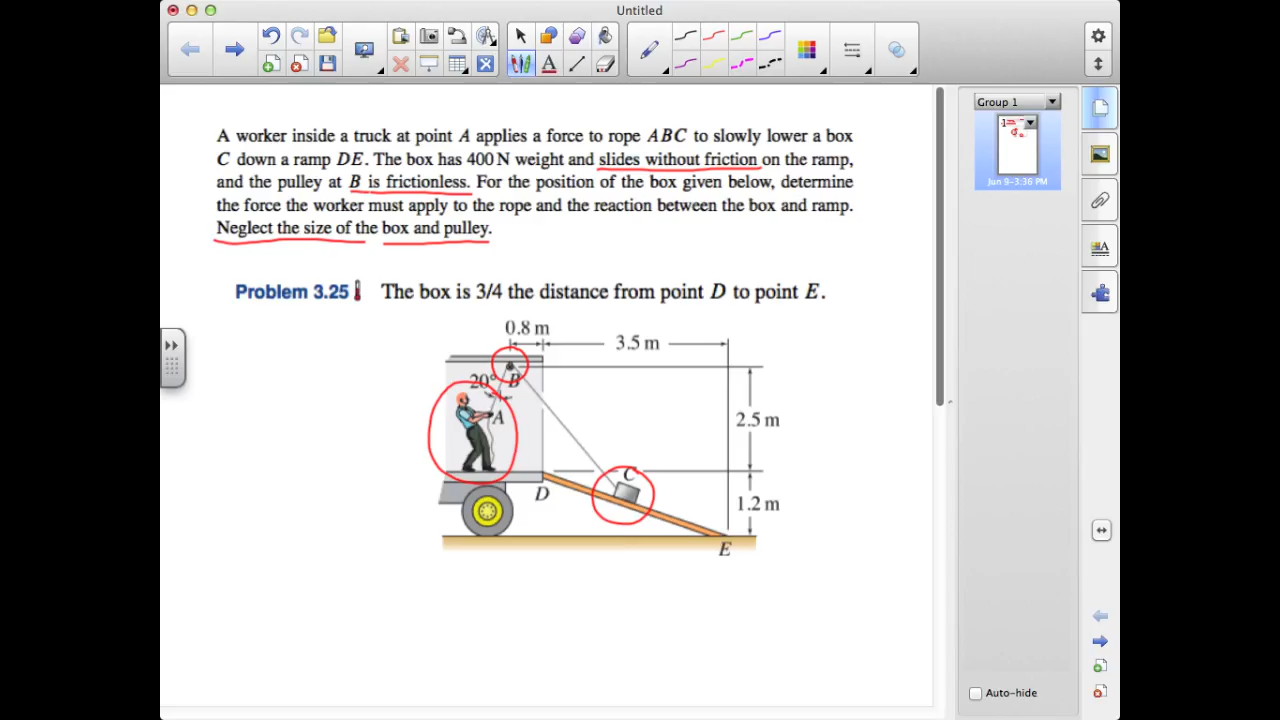 Untitled
A worker inside a truck at point A applies a force to rope ABC to slowly lower a box
C down a ramp DE. The box has 400 N weight and slides without friction on the ramp,
and the pulley at B is frictionless. For the position of the box given below, determine
the force the worker must apply to the rope and the reaction between the box and ramp.
Neglect the size of the box and pulley.
Problem 3.25 The box is 3/4 the distance from point D to point E.
0.8 m
3.5 m
20°
B
A
2.5 m
C
D
1.2 m
E
Group 1
Jun 9-3:36 PM
Auto-hide